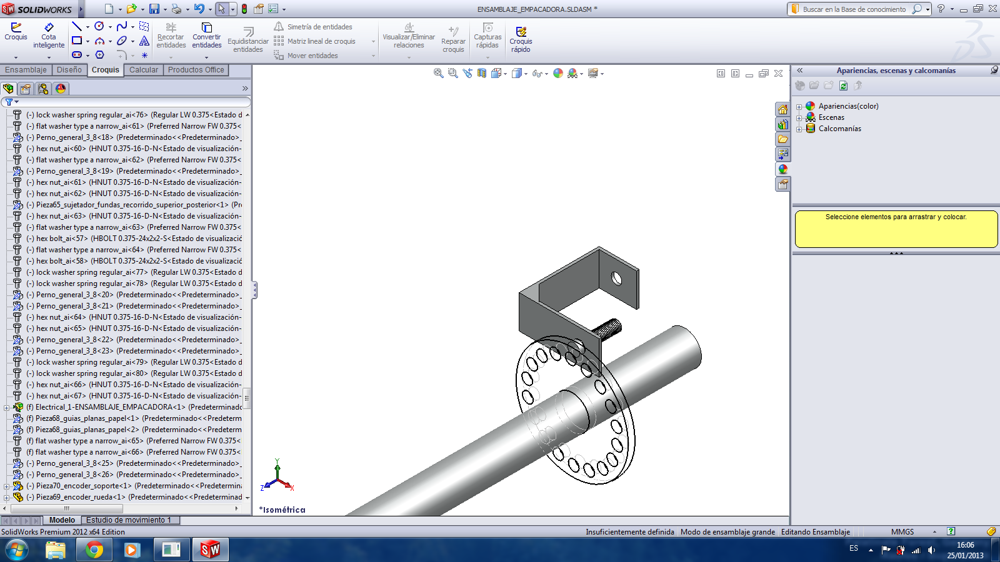 SOLIDWORKS
ENSAMBLAJE_EMPACADORA.SLDASM *
Buscar en la Base de conocimiento
Croquis
Cota inteligente
Recortar entidades
Convertir entidades
Equidistanciar entidades
Simetría de entidades
Matriz lineal de croquis
Mover entidades
Visualizar/Eliminar relaciones
Reparar croquis
Capturas rápidas
Croquis rápido
Ensamblaje
Diseño
Croquis
Calcular
Productos Office
(-) lock washer spring regular_ai<76> (Regular LW 0.375<Estado d
(-) flat washer type a narrow_ai<61> (Preferred Narrow FW 0.375<
(-) Perno_general_3_8<18> (Predeterminado<<Predeterminado>_
(-) hex nut_ai<60> (HNUT 0.375-16-D-N<Estado de visualización-
(-) flat washer type a narrow_ai<62> (Preferred Narrow FW 0.375<
(-) Perno_general_3_8<19> (Predeterminado<<Predeterminado>_
(-) hex nut_ai<61> (HNUT 0.375-16-D-N<Estado de visualización-
(-) hex nut_ai<62> (HNUT 0.375-16-D-N<Estado de visualización-
(-) Pieza65_sujetador_fundas_recorrido_superior_posterior<1> (Pr
(-) hex nut_ai<63> (HNUT 0.375-16-D-N<Estado de visualización-
(-) flat washer type a narrow_ai<63> (Preferred Narrow FW 0.375<
(-) hex bolt_ai<57> (HBOLT 0.375-24x2x2-S<Estado de visualizació
(-) flat washer type a narrow_ai<64> (Preferred Narrow FW 0.375<
(-) hex bolt_ai<58> (HBOLT 0.375-24x2x2-S<Estado de visualizació
(-) lock washer spring regular_ai<77> (Regular LW 0.375<Estado d
(-) lock washer spring regular_ai<78> (Regular LW 0.375<Estado d
(-) Perno_general_3_8<20> (Predeterminado<<Predeterminado>_
(-) Perno_general_3_8<21> (Predeterminado<<Predeterminado>_
(-) hex nut_ai<64> (HNUT 0.375-16-D-N<Estado de visualización-
(-) hex nut_ai<65> (HNUT 0.375-16-D-N<Estado de visualización-
(-) Perno_general_3_8<22> (Predeterminado<<Predeterminado>_
(-) Perno_general_3_8<23> (Predeterminado<<Predeterminado>_
(-) lock washer spring regular_ai<79> (Regular LW 0.375<Estado d
(-) lock washer spring regular_ai<80> (Regular LW 0.375<Estado d
(-) hex nut_ai<66> (HNUT 0.375-16-D-N<Estado de visualización-
(-) hex nut_ai<67> (HNUT 0.375-16-D-N<Estado de visualización-
(f) Electrical_1-ENSAMBLAJE_EMPACADORA<1> (Predeterminado
(f) Pieza68_guias_planas_papel<1> (Predeterminado<<Predeterm
(f) Pieza68_guias_planas_papel<2> (Predeterminado<<Predeterm
(f) flat washer type a narrow_ai<65> (Preferred Narrow FW 0.375<
(f) flat washer type a narrow_ai<66> (Preferred Narrow FW 0.375<
(-) Perno_general_3_8<25> (Predeterminado<<Predeterminado>_
(-) Perno_general_3_8<26> (Predeterminado<<Predeterminado>_
(-) Pieza70_encoder_soporte<1> (Predeterminado<<Predetermina
(-) Pieza69_encoder_rueda<1> (Predeterminado<<Predeterminad
Y
Z
X
*Isométrica
Apariencias, escenas y calcomanías
Apariencias(color)
Escenas
Calcomanías
Seleccione elementos para arrastrar y colocar.
Modelo
Estudio de movimiento 1
SolidWorks Premium 2012 x64 Edition
Insuficientemente definida
Modo de ensamblaje grande
Editando Ensamblaje
MMGS
ES
16:06
25/01/2013